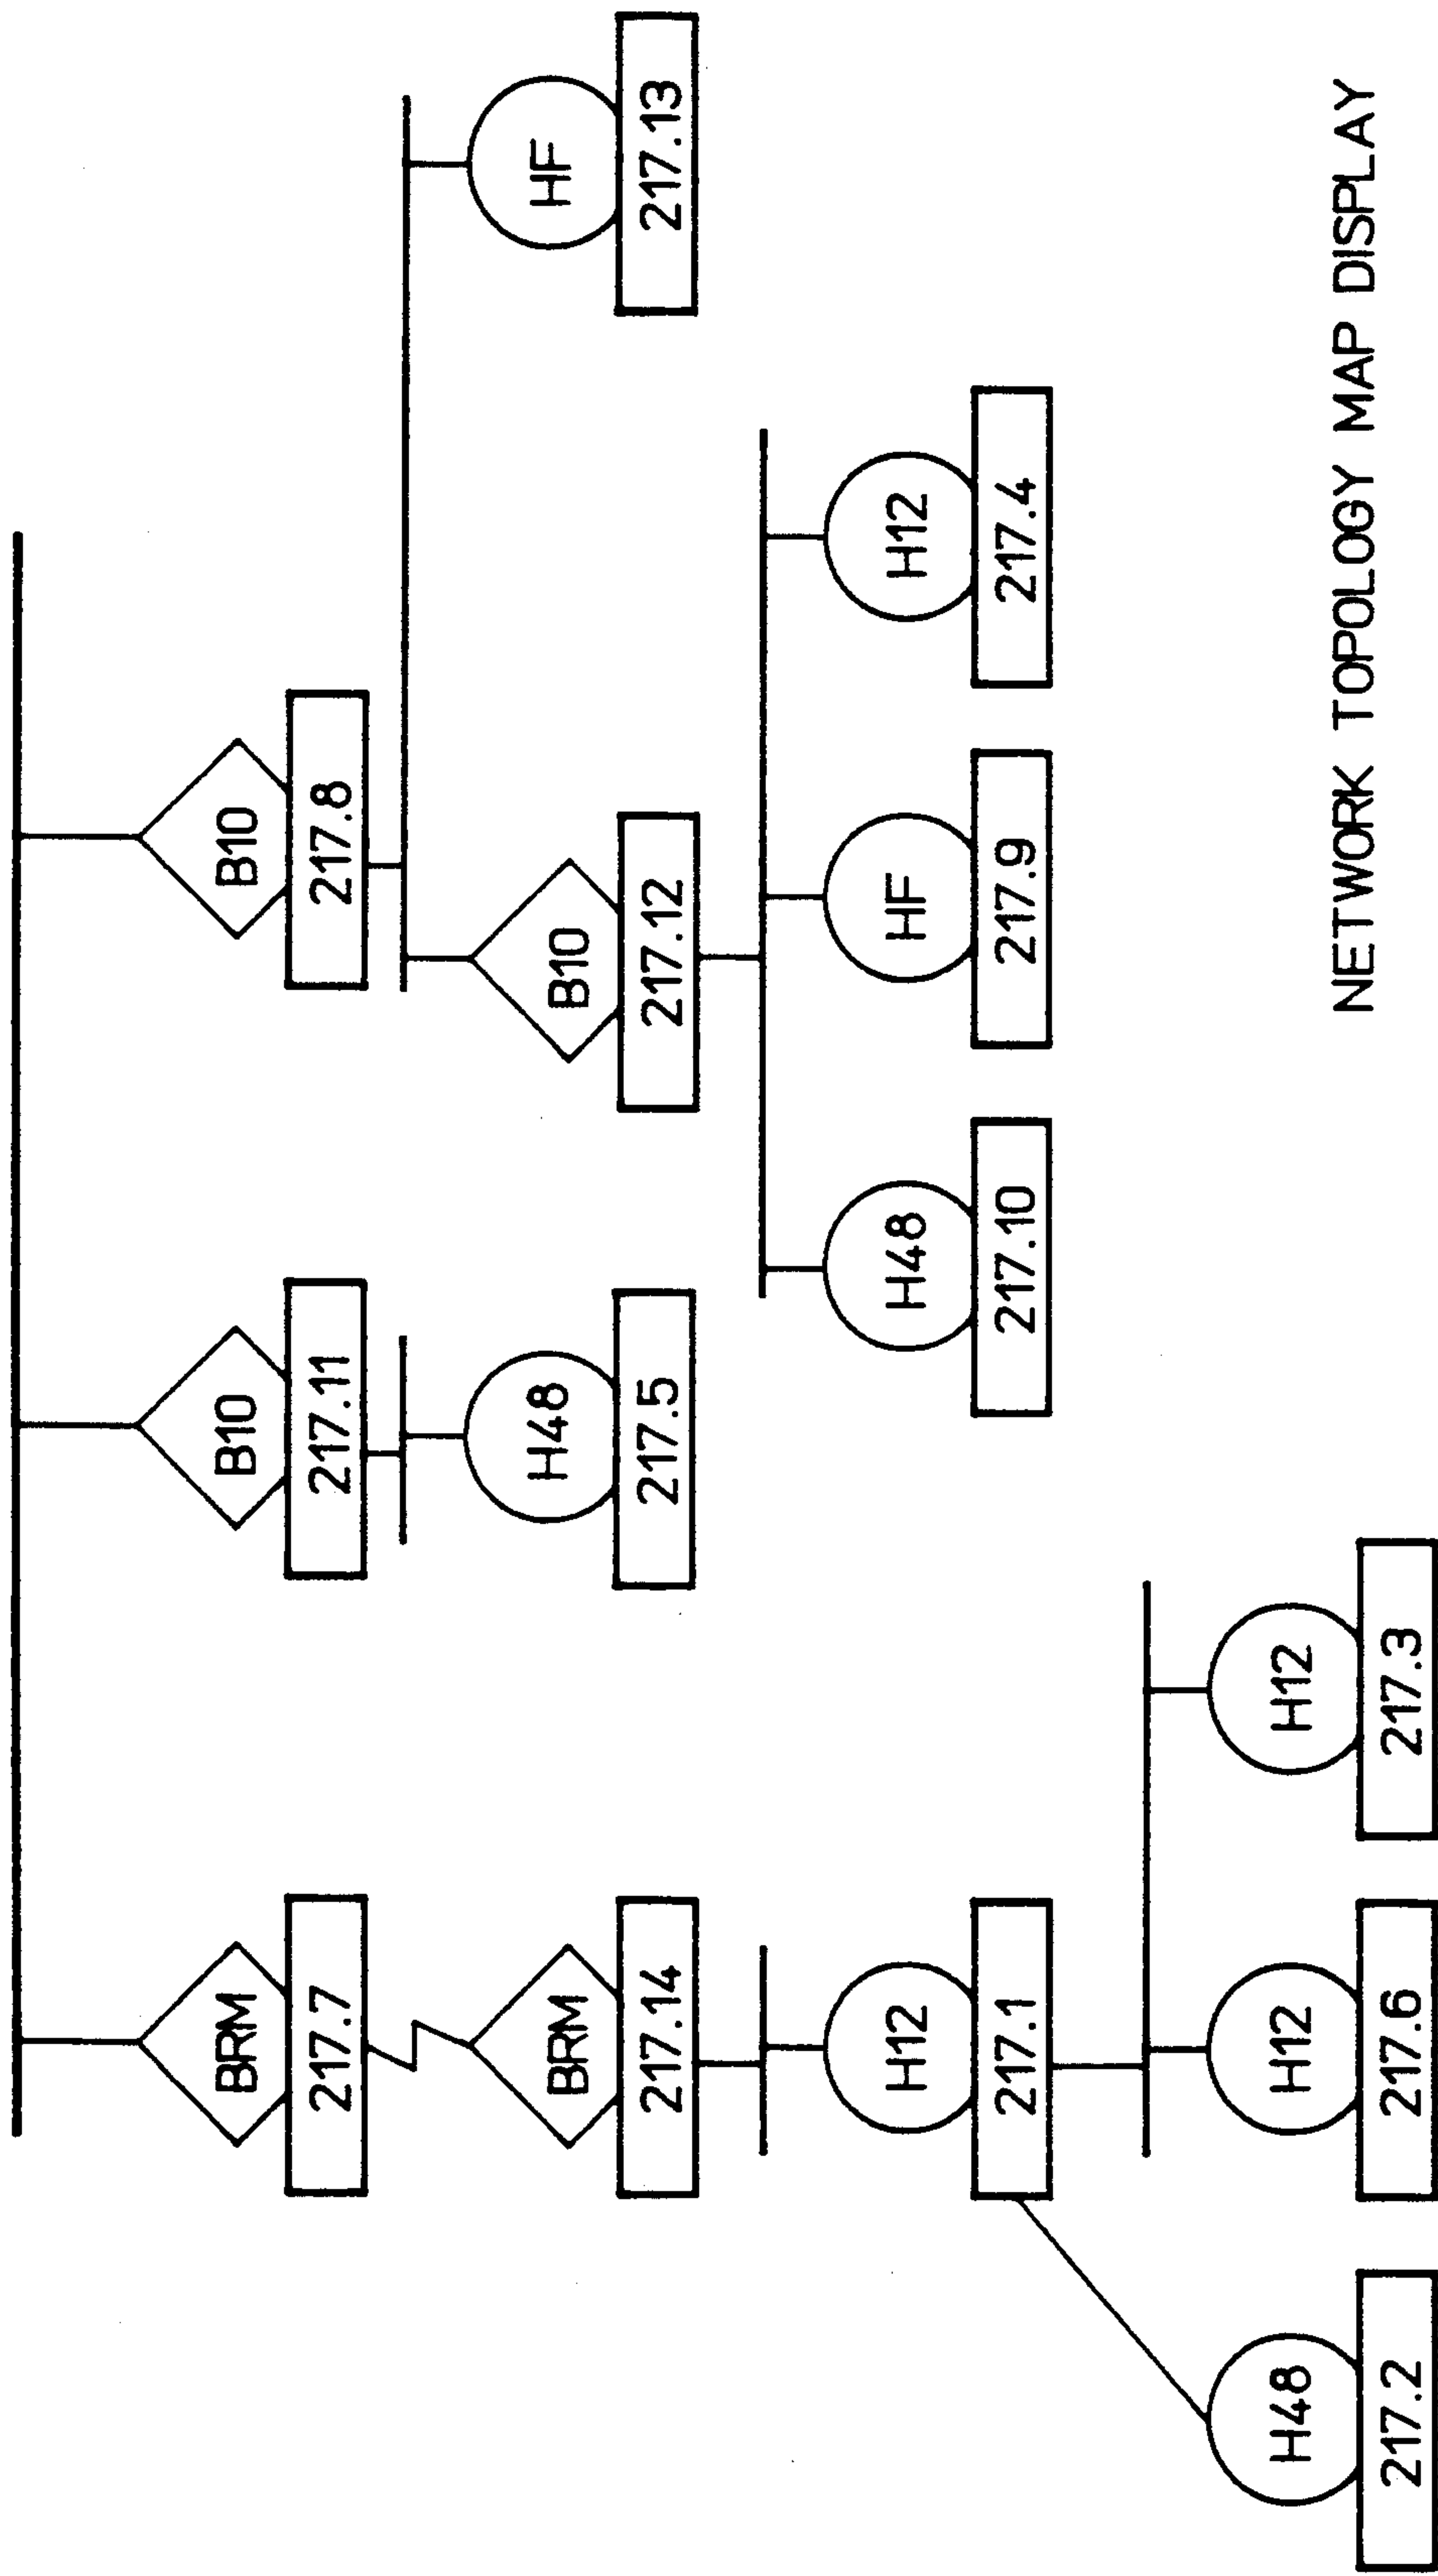 BRM
217.7
B10
217.11
B10
217.8
BRM
217.14
H48
217.5
B10
217.12
HF
217.13
H12
217.1
H48
217.10
HF
217.9
H12
217.4
H48
217.2
H12
217.6
H12
217.3
NETWORK TOPOLOGY MAP DISPLAY